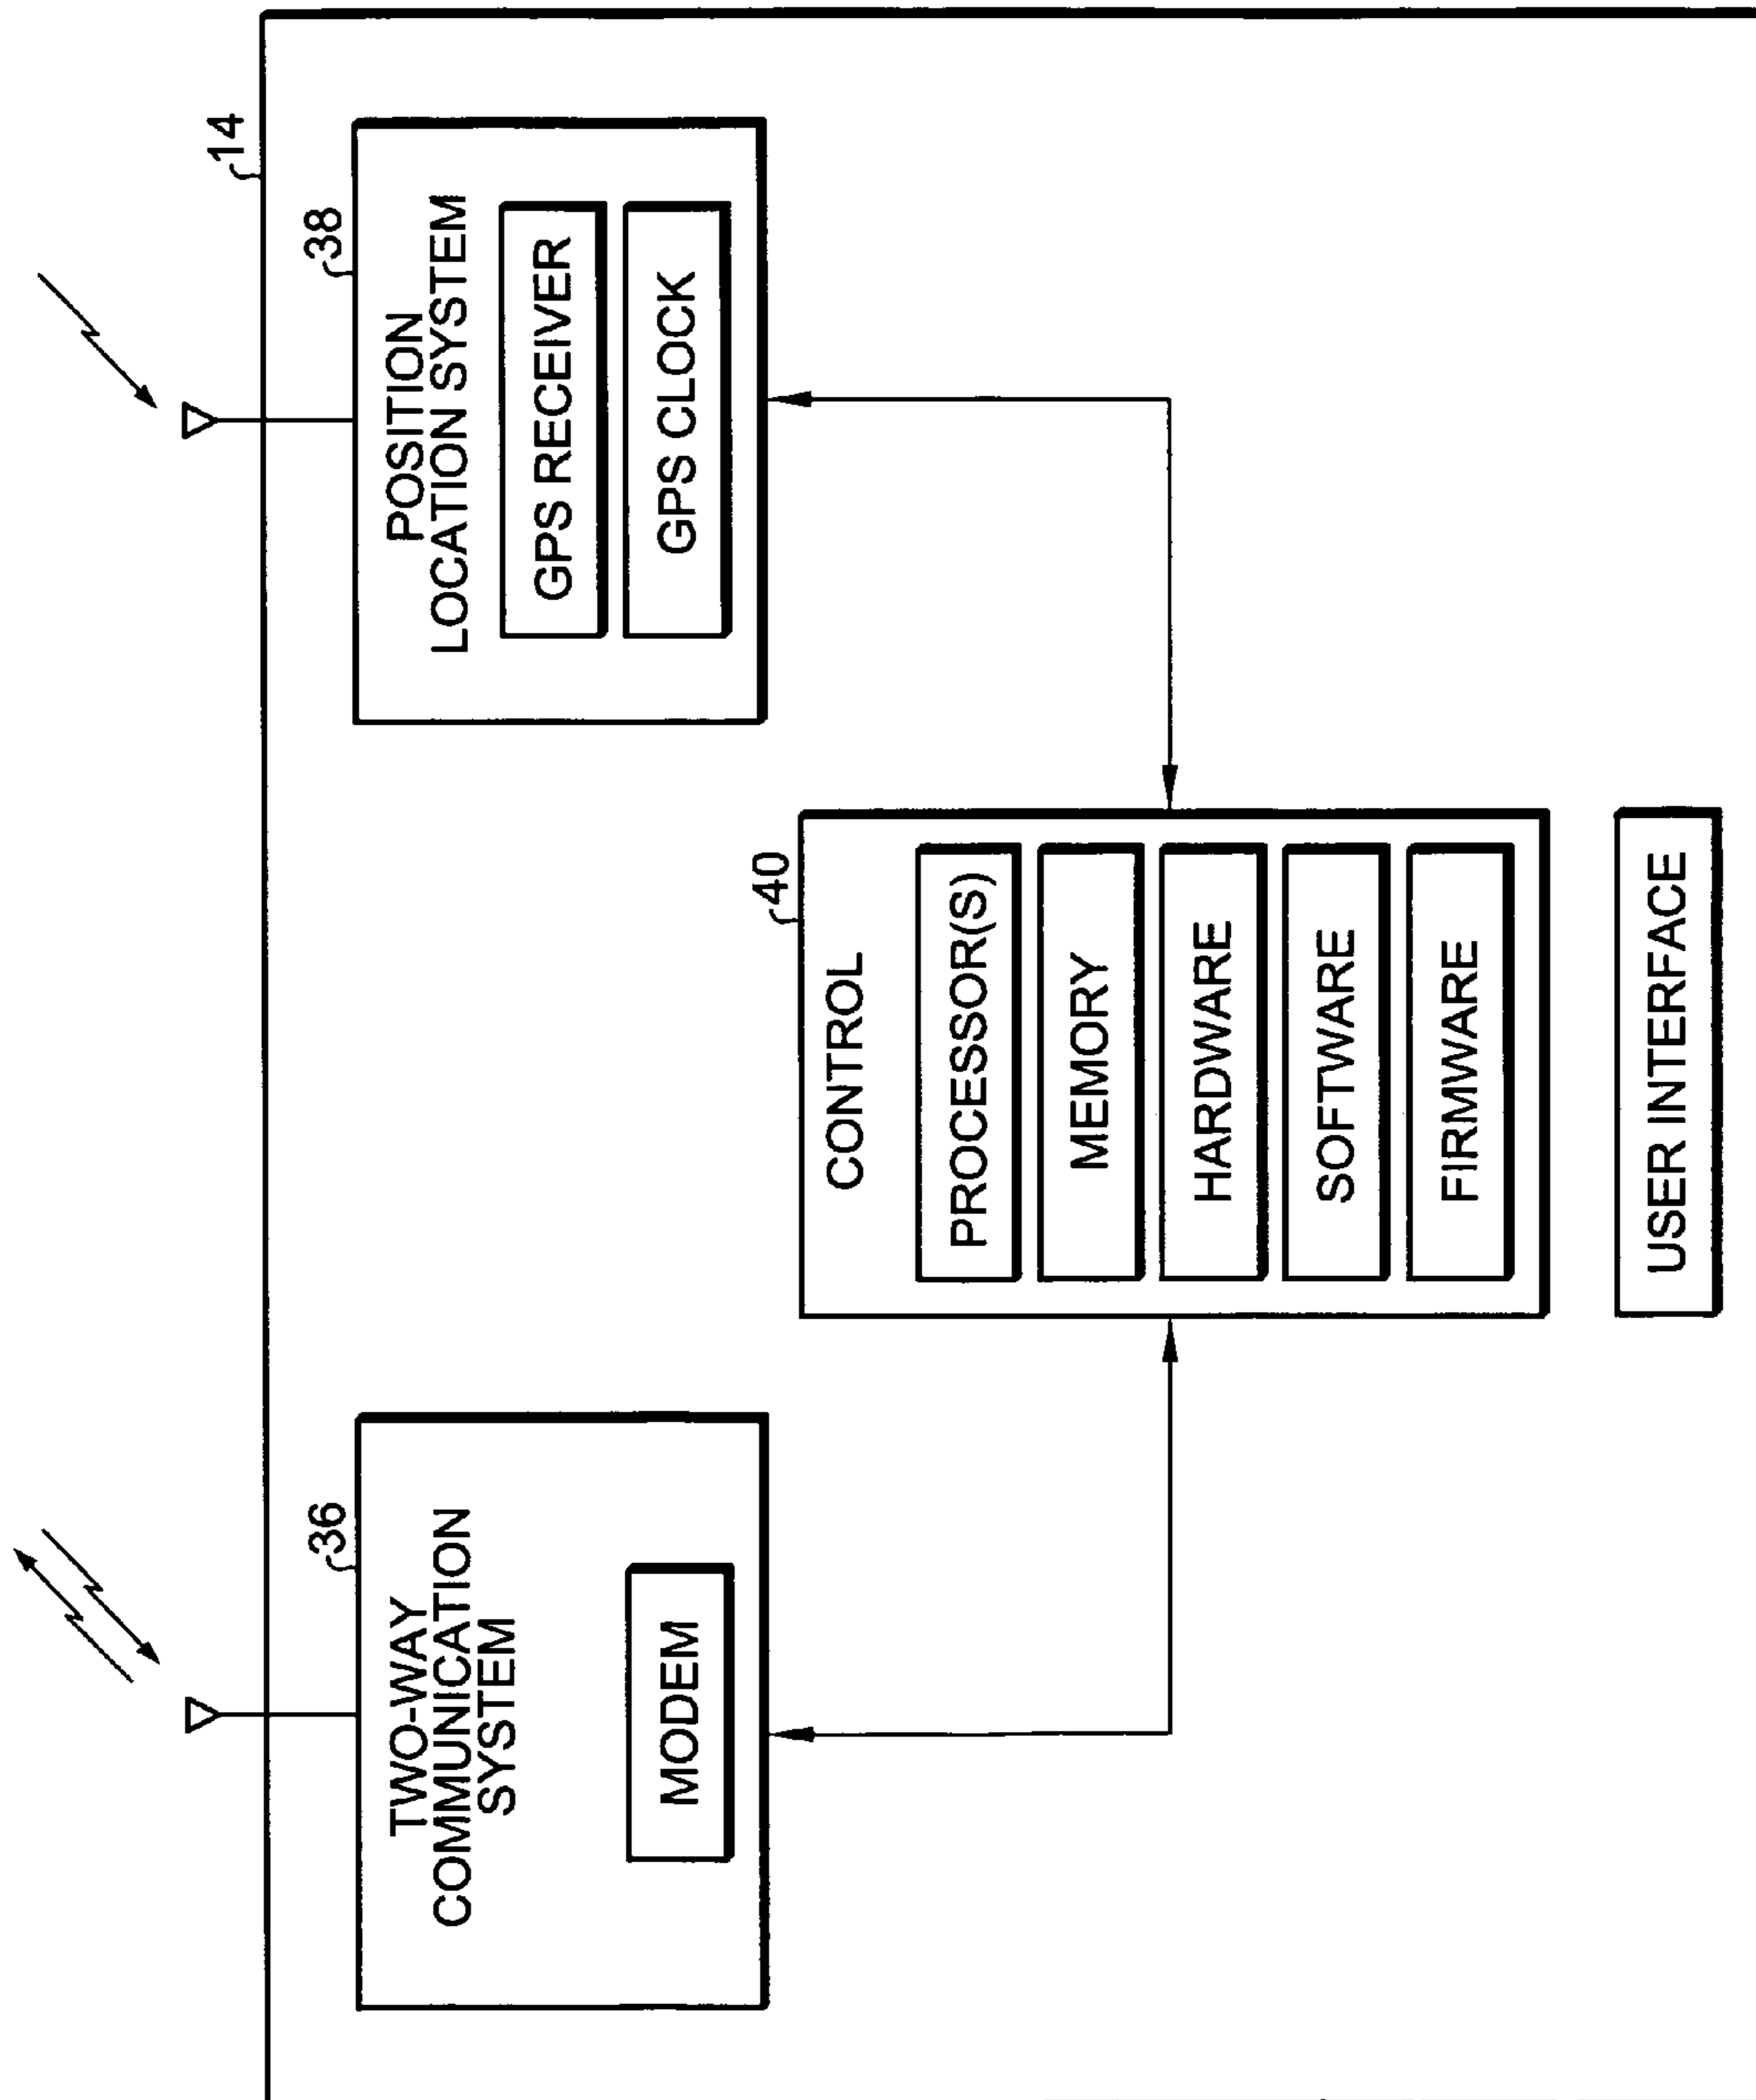 14
36
TWO-WAY
COMMUNICATION
SYSTEM
MODEM
38
POSITION
LOCATION SYSTEM
GPS RECEIVER
GPS CLOCK
40
CONTROL
PROCESSOR(S)
MEMORY
HARDWARE
SOFTWARE
FIRMWARE
USER INTERFACE